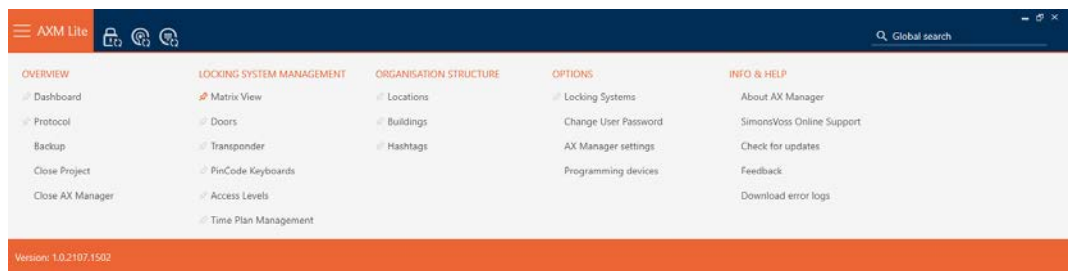 AXM Lite
Global search
OVERVIEW
Dashboard
Protocol
Backup
Close Project
Close AX Manager
LOCKING SYSTEM MANAGEMENT
Matrix View
Doors
Transponder
PinCode Keyboards
Access Levels
Time Plan Management
ORGANISATION STRUCTURE
Locations
Buildings
Hashtags
OPTIONS
Locking Systems
Change User Password
AX Manager settings
Programming devices
INFO & HELP
About AX Manager
SimonsVoss Online Support
Check for updates
Feedback
Download error logs
Version: 1.0.2107.1502